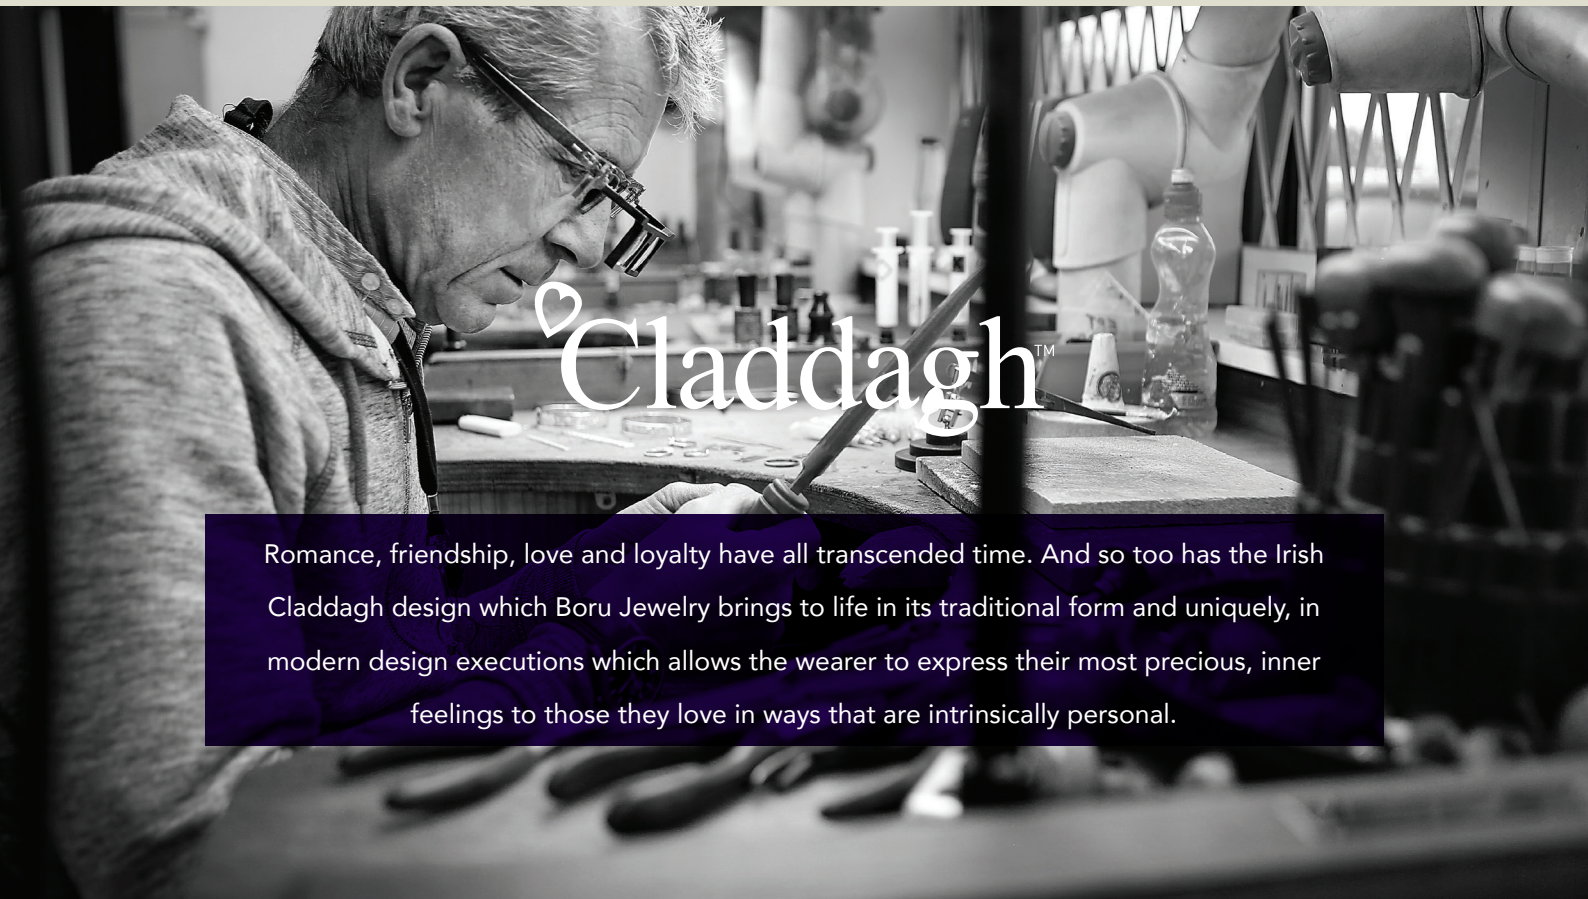 Claddagh™
Romance, friendship, love and loyalty have all transcended time. And so too has the Irish
Claddagh design which Boru Jewelry brings to life in its traditional form and uniquely, in
modern design executions which allows the wearer to express their most precious, inner
feelings to those they love in ways that are intrinsically personal.